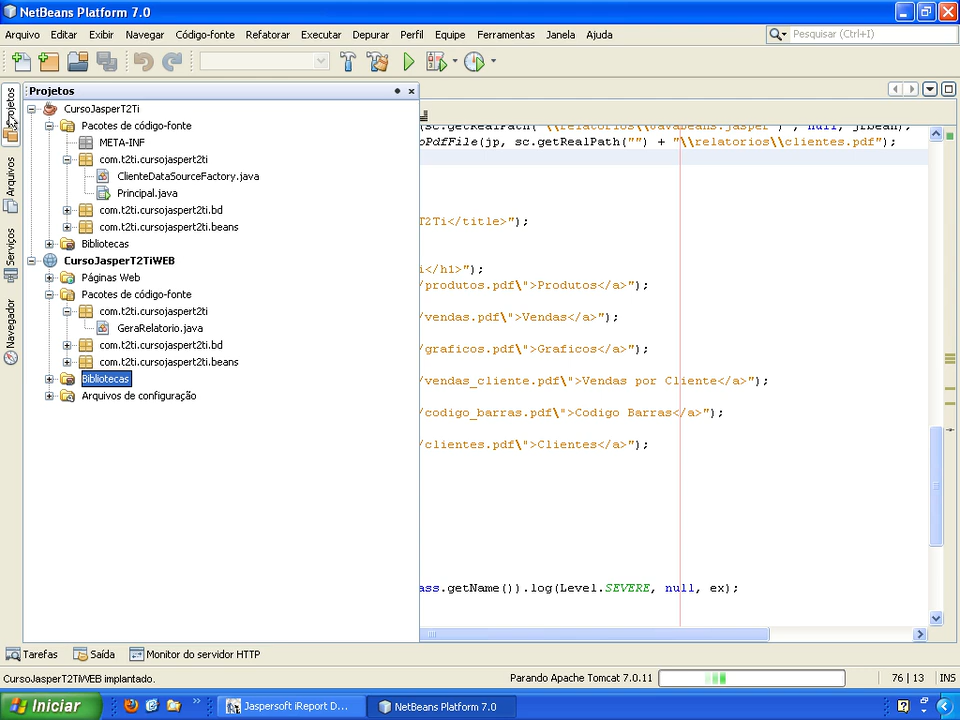 NetBeans Platform 7.0
Arquivo Editar Exibir Navegar Código-fonte Refatorar Executar Depurar Perfil Equipe Ferramentas Janela Ajuda
Pesquisar (Ctrl+I)
Projetos
CursoJasperT2Ti
Pacotes de código-fonte
META-INF
com.t2ti.cursojaspert2ti
ClienteDataSourceFactory.java
Principal.java
com.t2ti.cursojaspert2ti.bd
com.t2ti.cursojaspert2ti.beans
Bibliotecas
CursoJasperT2TiWEB
Páginas Web
Pacotes de código-fonte
com.t2ti.cursojaspert2ti
GeraRelatorio.java
com.t2ti.cursojaspert2ti.bd
com.t2ti.cursojaspert2ti.beans
Bibliotecas
Arquivos de configuração
Arquivos
Serviços
Navegador
(sc.getRealPath("\\relatorios\\JavaBeans.jasper"), null, jrbean);
oPdfFile(jp, sc.getRealPath("") + "\\relatorios\\clientes.pdf");
T2Ti</title>");
i</h1>");
/produtos.pdf\">Produtos</a>");
/vendas.pdf\">Vendas</a>");
/graficos.pdf\">Graficos</a>");
/vendas_cliente.pdf\">Vendas por Cliente</a>");
/codigo_barras.pdf\">Codigo Barras</a>");
/clientes.pdf\">Clientes</a>");
ass.getName()).log(Level.SEVERE, null, ex);
Tarefas Saída Monitor do servidor HTTP
CursoJasperT2TiWEB implantado. Parando Apache Tomcat 7.0.11 76 | 13 INS
Iniciar Jaspersoft iReport D... NetBeans Platform 7.0